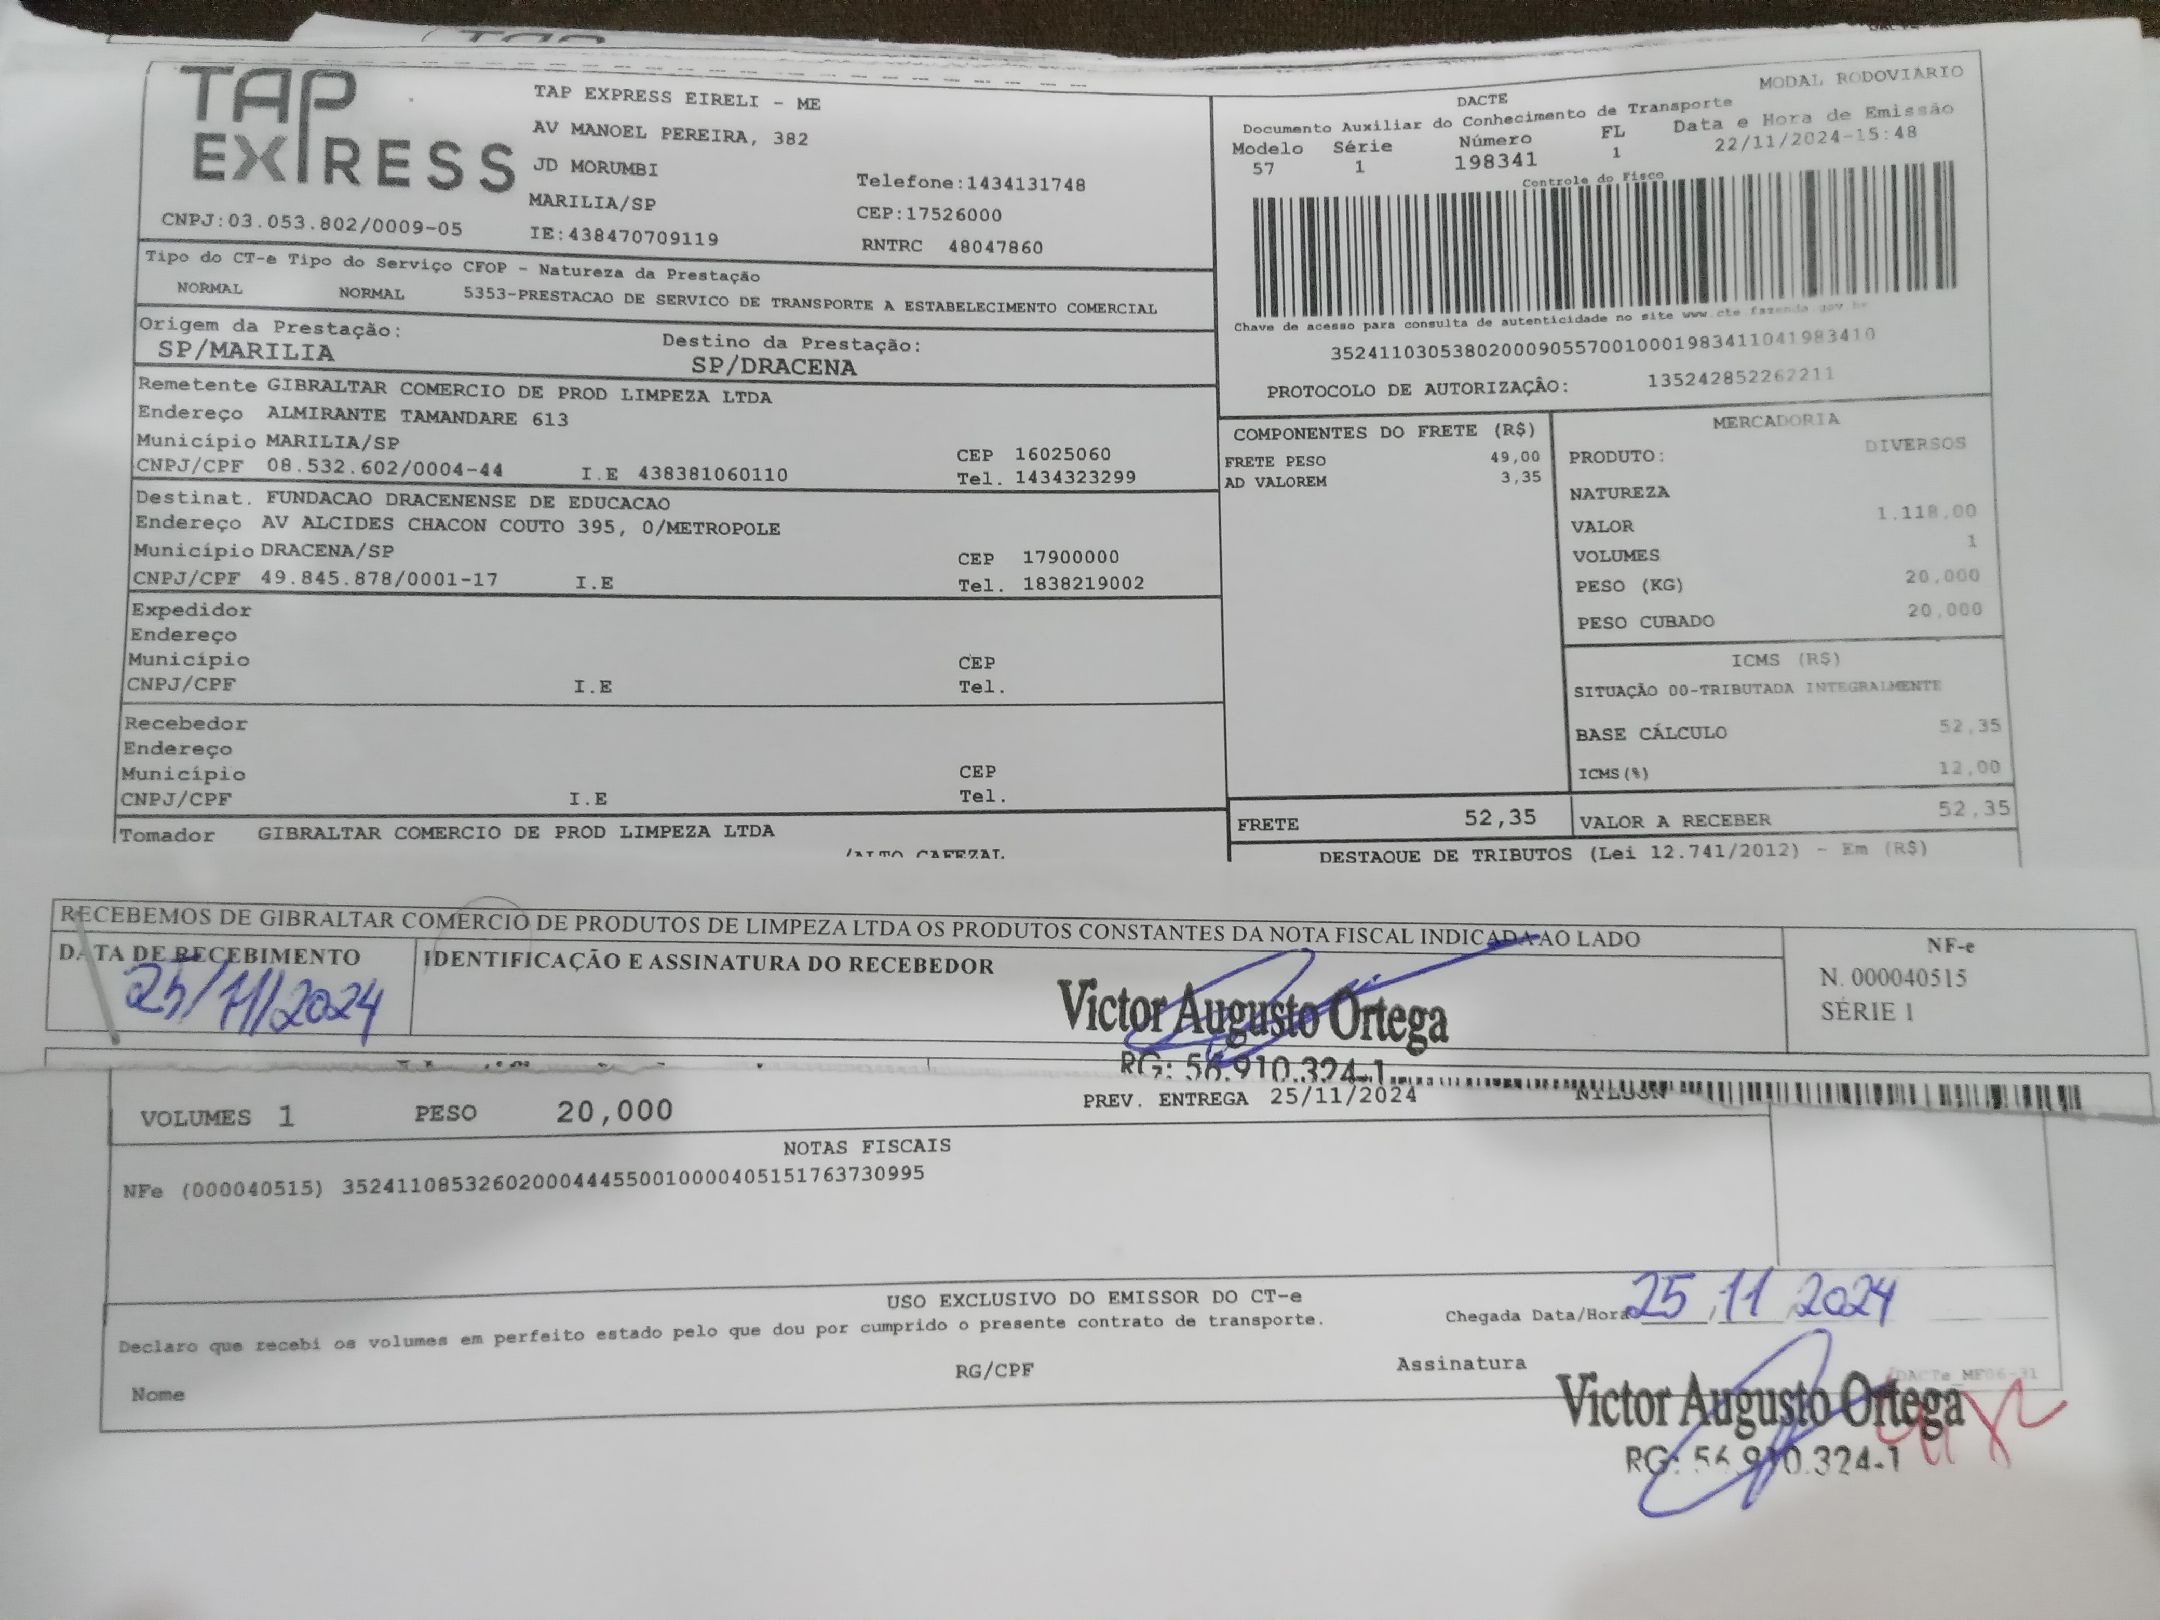 TAP EXPRESS
TAP EXPRESS EIRELI - ME
AV MANOEL PEREIRA, 382
JD MORUMBI
Telefone:1434131748
MARILIA/SP
CEP:17526000
CNPJ:03.053.802/0009-05
IE:438470709119
RNTRC 48047860
MODAL RODOVIÁRIO
DACTE
Documento Auxiliar do Conhecimento de Transporte
Modelo Série Número FL Data e Hora de Emissão
57 1 198341 1 22/11/2024-15:48
Controle do Fisco
Chave de acesso para consulta de autenticidade no site www.cte.fazenda.gov.br
35241103053802000905570010001983411041983410
PROTOCOLO DE AUTORIZAÇÃO: 135242852262211
Tipo do CT-e Tipo do Serviço CFOP - Natureza da Prestação
NORMAL NORMAL 5353-PRESTACAO DE SERVICO DE TRANSPORTE A ESTABELECIMENTO COMERCIAL
Origem da Prestação: Destino da Prestação:
SP/MARILIA SP/DRACENA
Remetente GIBRALTAR COMERCIO DE PROD LIMPEZA LTDA
Endereço ALMIRANTE TAMANDARE 613
Município MARILIA/SP CEP 16025060
CNPJ/CPF 08.532.602/0004-44 I.E 438381060110 Tel. 1434323299
Destinat. FUNDACAO DRACENENSE DE EDUCACAO
Endereço AV ALCIDES CHACON COUTO 395, 0/METROPOLE
Município DRACENA/SP CEP 17900000
CNPJ/CPF 49.845.878/0001-17 I.E Tel. 1838219002
Expedidor
Endereço
Município CEP
CNPJ/CPF I.E Tel.
Recebedor
Endereço
Município CEP
CNPJ/CPF I.E Tel.
Tomador GIBRALTAR COMERCIO DE PROD LIMPEZA LTDA
/ALTO CAFEZAL
COMPONENTES DO FRETE (R$)
FRETE PESO 49,00
AD VALOREM 3,35
MERCADORIA
PRODUTO: DIVERSOS
NATUREZA
VALOR 1.118,00
VOLUMES 1
PESO (KG) 20,000
PESO CUBADO 20,000
ICMS (R$)
SITUAÇÃO 00-TRIBUTADA INTEGRALMENTE
BASE CÁLCULO 52,35
ICMS(%) 12,00
FRETE 52,35 VALOR A RECEBER 52,35
DESTAQUE DE TRIBUTOS (Lei 12.741/2012) - Em (R$)
RECEBEMOS DE GIBRALTAR COMERCIO DE PRODUTOS DE LIMPEZA LTDA OS PRODUTOS CONSTANTES DA NOTA FISCAL INDICADA AO LADO
DATA DE RECEBIMENTO IDENTIFICAÇÃO E ASSINATURA DO RECEBEDOR
25/11/2024
Victor Augusto Ortega
RG: 56.910.324-1
NF-e
N. 000040515
SÉRIE 1
VOLUMES 1 PESO 20,000 PREV. ENTREGA 25/11/2024
NOTAS FISCAIS
NFe (000040515) 35241108532602000444550010000405151763730995
USO EXCLUSIVO DO EMISSOR DO CT-e
Declaro que recebi os volumes em perfeito estado pelo que dou por cumprido o presente contrato de transporte.
Chegada Data/Hora 25 11 2024
Nome RG/CPF Assinatura
Victor Augusto Ortega
RG: 56.910.324-1